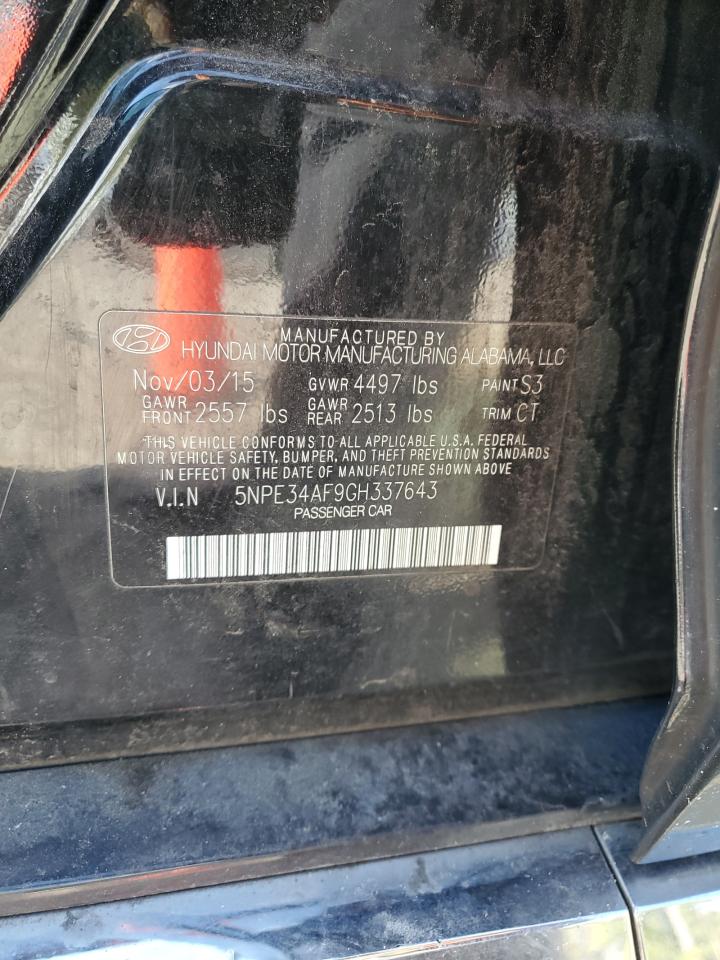 MANUFACTURED BY
HYUNDAI MOTOR MANUFACTURING ALABAMA, LLC
Nov/03/15 GVWR 4497 lbs PAINT S3
GAWR FRONT 2557 lbs GAWR REAR 2513 lbs TRIM CT
THIS VEHICLE CONFORMS TO ALL APPLICABLE U.S.A. FEDERAL
MOTOR VEHICLE SAFETY, BUMPER, AND THEFT PREVENTION STANDARDS
IN EFFECT ON THE DATE OF MANUFACTURE SHOWN ABOVE
V.I.N 5NPE34AF9GH337643
PASSENGER CAR